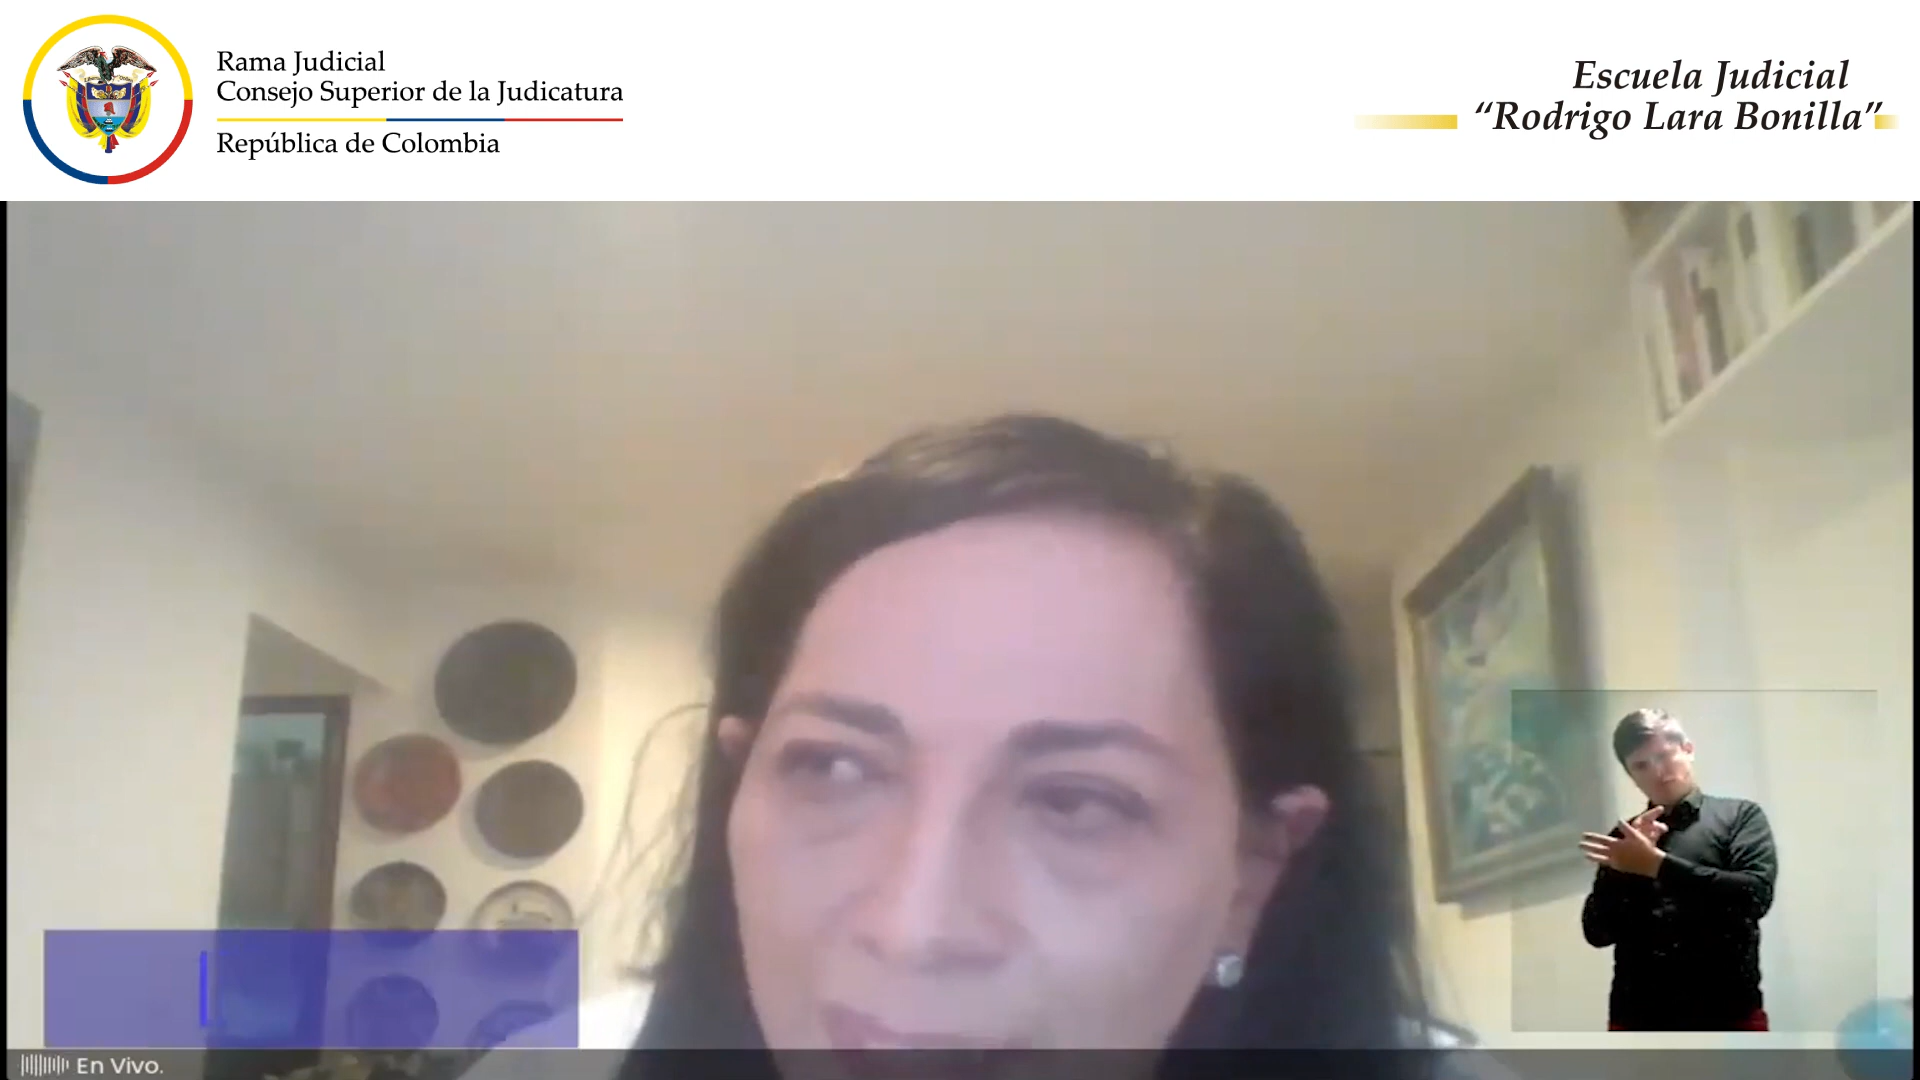 Rama Judicial
Consejo Superior de la Judicatura
República de Colombia
Escuela Judicial
“Rodrigo Lara Bonilla”
En Vivo.